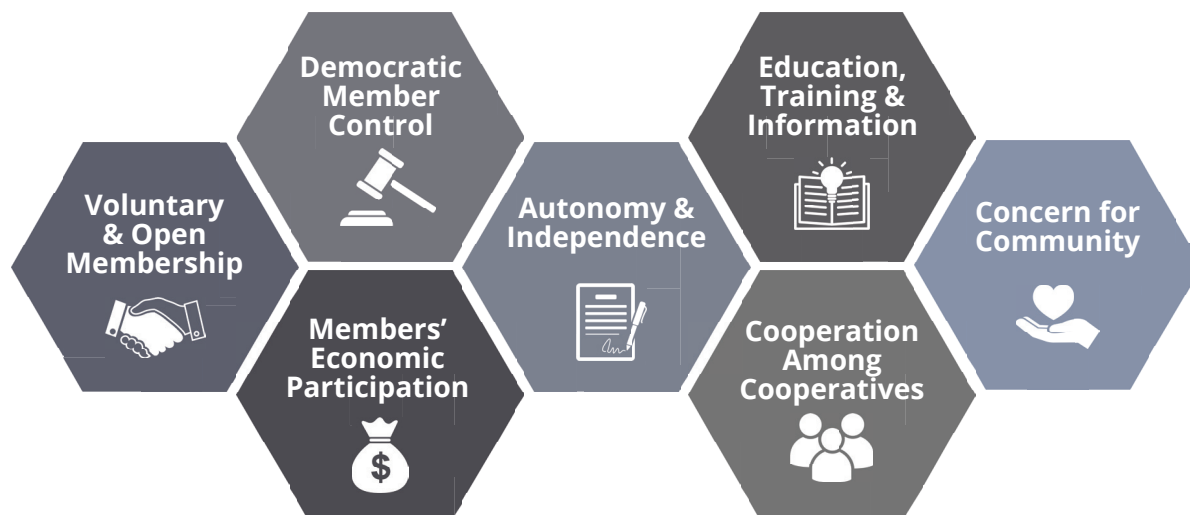 Voluntary
& Open
Membership
Democratic
Member
Control
Members’
Economic
Participation
$
Autonomy &
Independence
Education,
Training &
Information
Cooperation
Among
Cooperatives
Concern for
Community